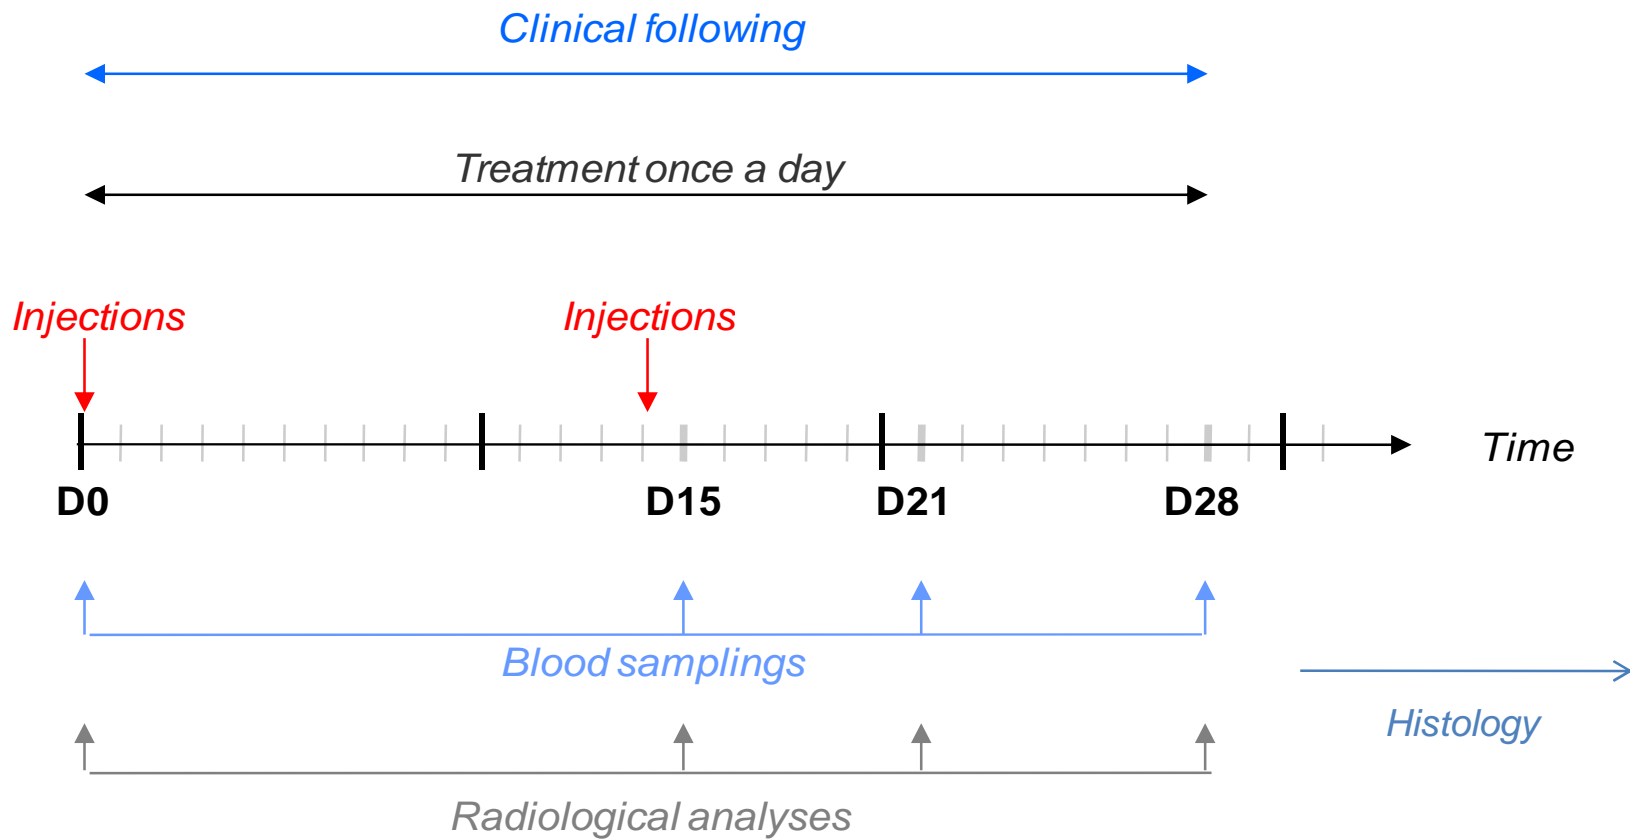 Clinical following
Treatment once a day
Injections
Injections
Time
D0
D15
D21
D28
Blood samplings
Histology
Radiological analyses